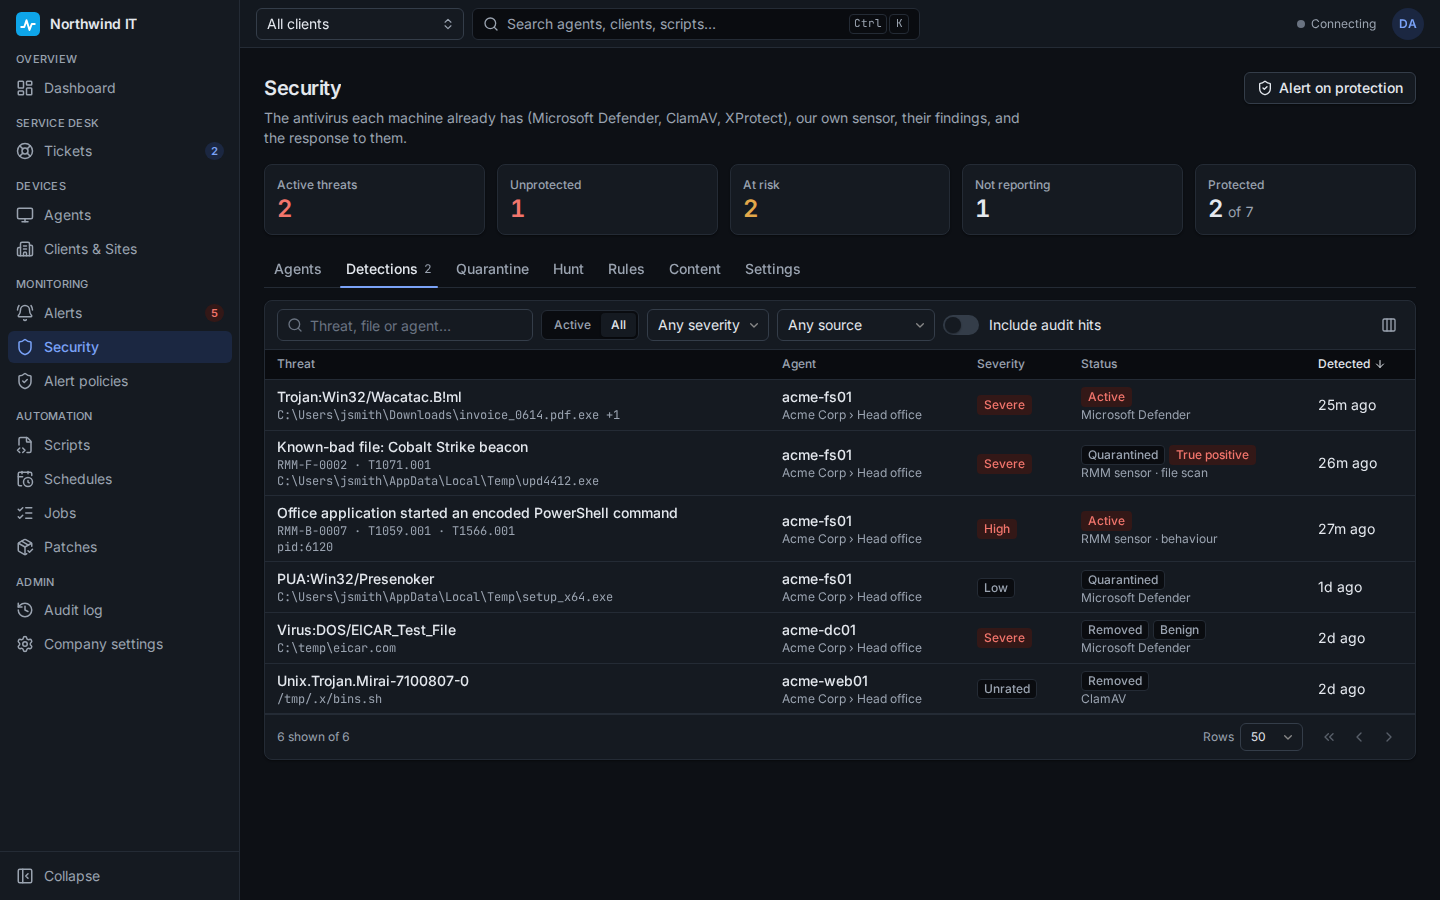 Northwind IT
All clients
Search agents, clients, scripts...
Ctrl K
Connecting
DA
OVERVIEW
Dashboard
SERVICE DESK
Tickets
2
DEVICES
Agents
Clients & Sites
MONITORING
Alerts
5
Security
Alert policies
AUTOMATION
Scripts
Schedules
Jobs
Patches
ADMIN
Audit log
Company settings
Collapse
Security
Alert on protection
The antivirus each machine already has (Microsoft Defender, ClamAV, XProtect), our own sensor, their findings, and
the response to them.
Active threats
2
Unprotected
1
At risk
2
Not reporting
1
Protected
2 of 7
Agents
Detections 2
Quarantine
Hunt
Rules
Content
Settings
Threat, file or agent...
Active
All
Any severity
Any source
Include audit hits
Threat
Agent
Severity
Status
Detected ↓
Trojan:Win32/Wacatac.B!ml
C:\Users\jsmith\Downloads\invoice_0614.pdf.exe +1
acme-fs01
Acme Corp › Head office
Severe
Active
Microsoft Defender
25m ago
Known-bad file: Cobalt Strike beacon
RMM-F-0002 · T1071.001
C:\Users\jsmith\AppData\Local\Temp\upd4412.exe
acme-fs01
Acme Corp › Head office
Severe
Quarantined
True positive
RMM sensor · file scan
26m ago
Office application started an encoded PowerShell command
RMM-B-0007 · T1059.001 · T1566.001
pid:6120
acme-fs01
Acme Corp › Head office
High
Active
RMM sensor · behaviour
27m ago
PUA:Win32/Presenoker
C:\Users\jsmith\AppData\Local\Temp\setup_x64.exe
acme-fs01
Acme Corp › Head office
Low
Quarantined
Microsoft Defender
1d ago
Virus:DOS/EICAR_Test_File
C:\temp\eicar.com
acme-dc01
Acme Corp › Head office
Severe
Removed
Benign
Microsoft Defender
2d ago
Unix.Trojan.Mirai-7100807-0
/tmp/.x/bins.sh
acme-web01
Acme Corp › Head office
Unrated
Removed
ClamAV
2d ago
6 shown of 6
Rows 50